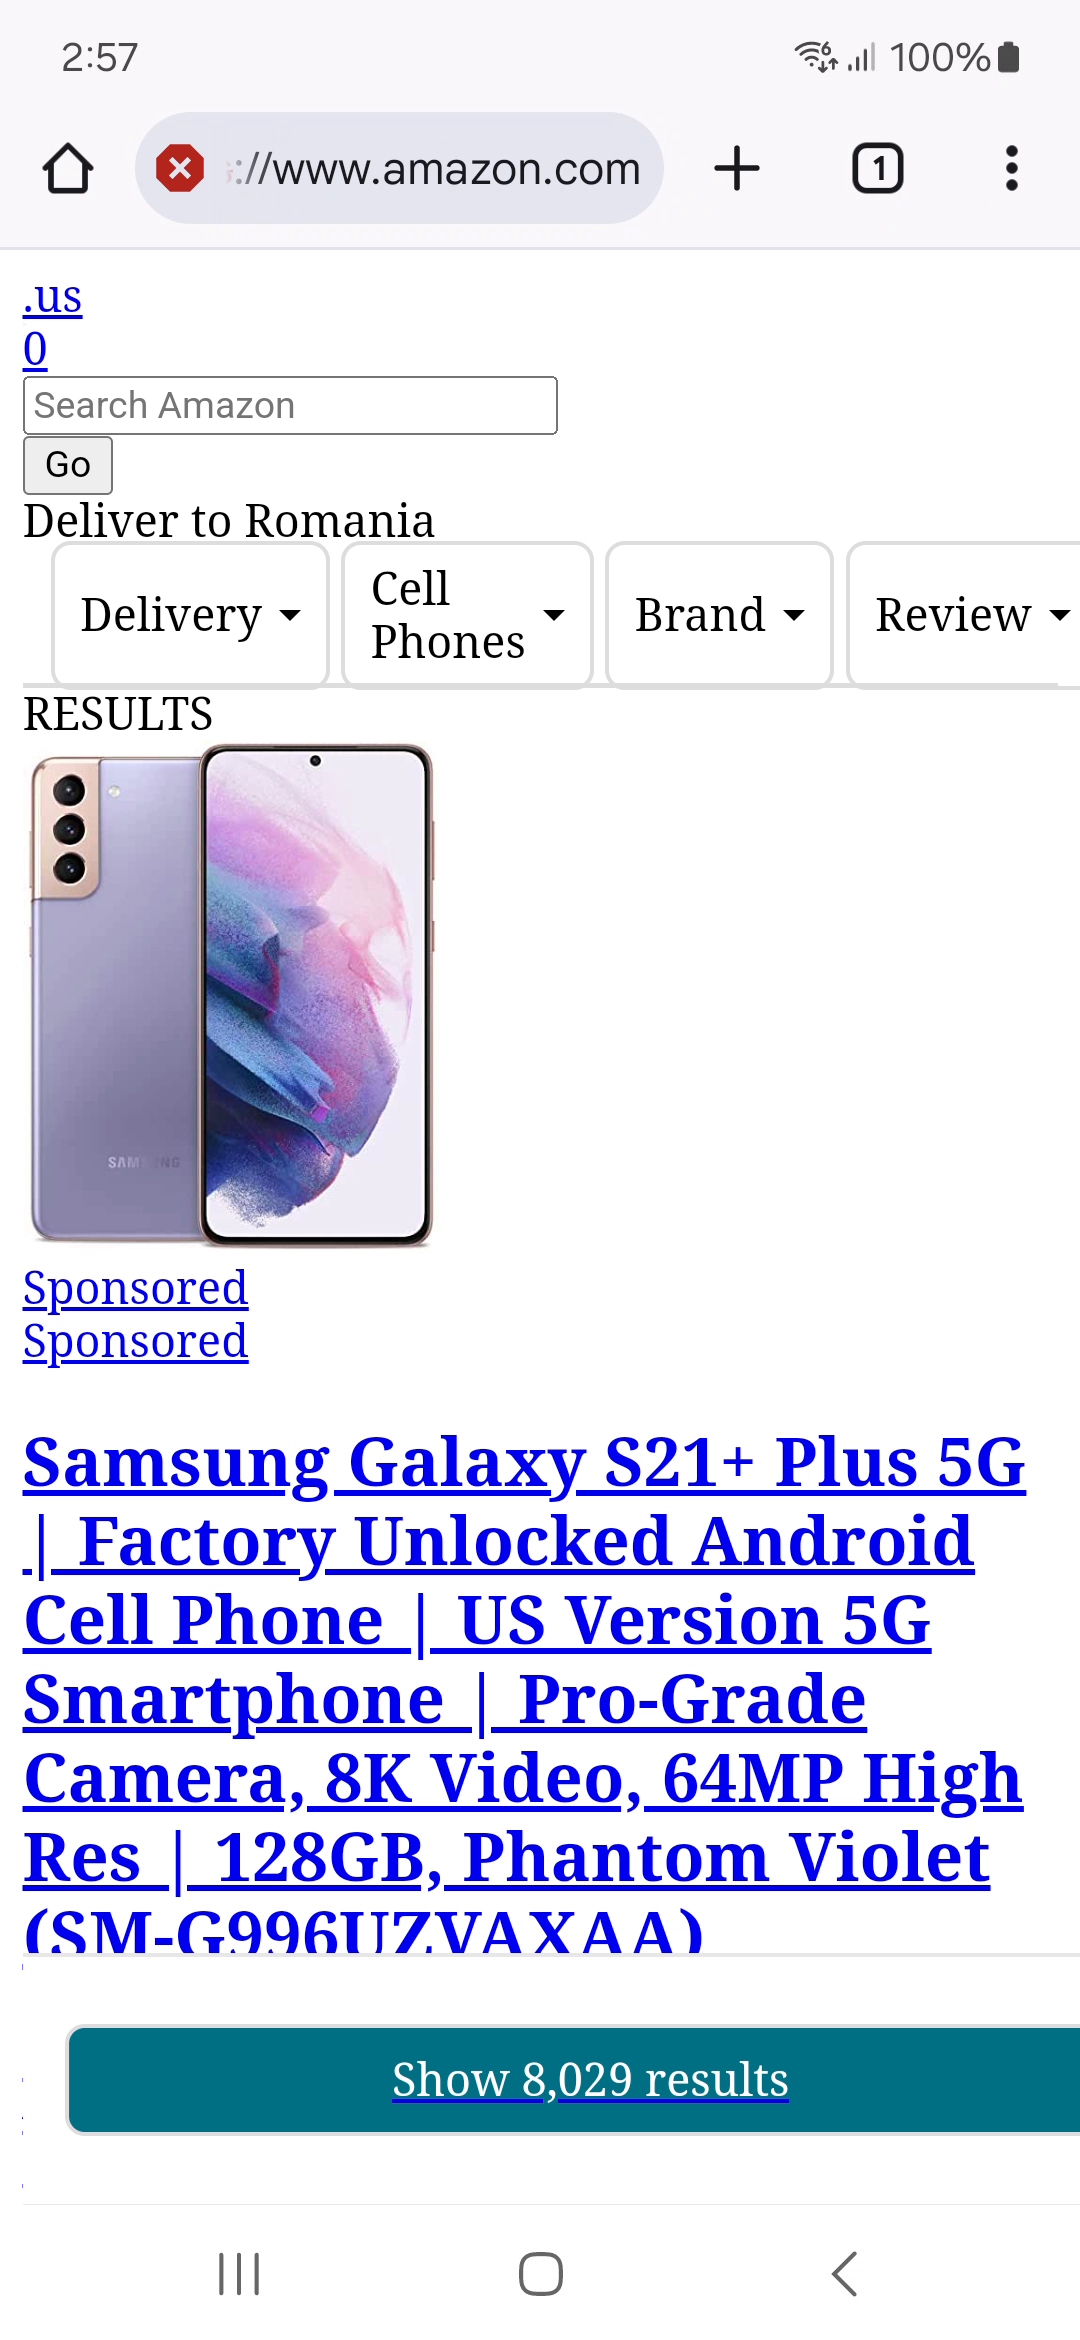 2:57
6
100%
://www.amazon.com
1
.us
0
Search Amazon
Go
Deliver to Romania
Delivery
Cell
Phones
Brand
Review
RESULTS
SAMSUNG
Sponsored
Sponsored
Samsung Galaxy S21+ Plus 5G
| Factory Unlocked Android
Cell Phone | US Version 5G
Smartphone | Pro-Grade
Camera, 8K Video, 64MP High
Res | 128GB, Phantom Violet
(SM-G996UZVAXAA)
Show 8,029 results